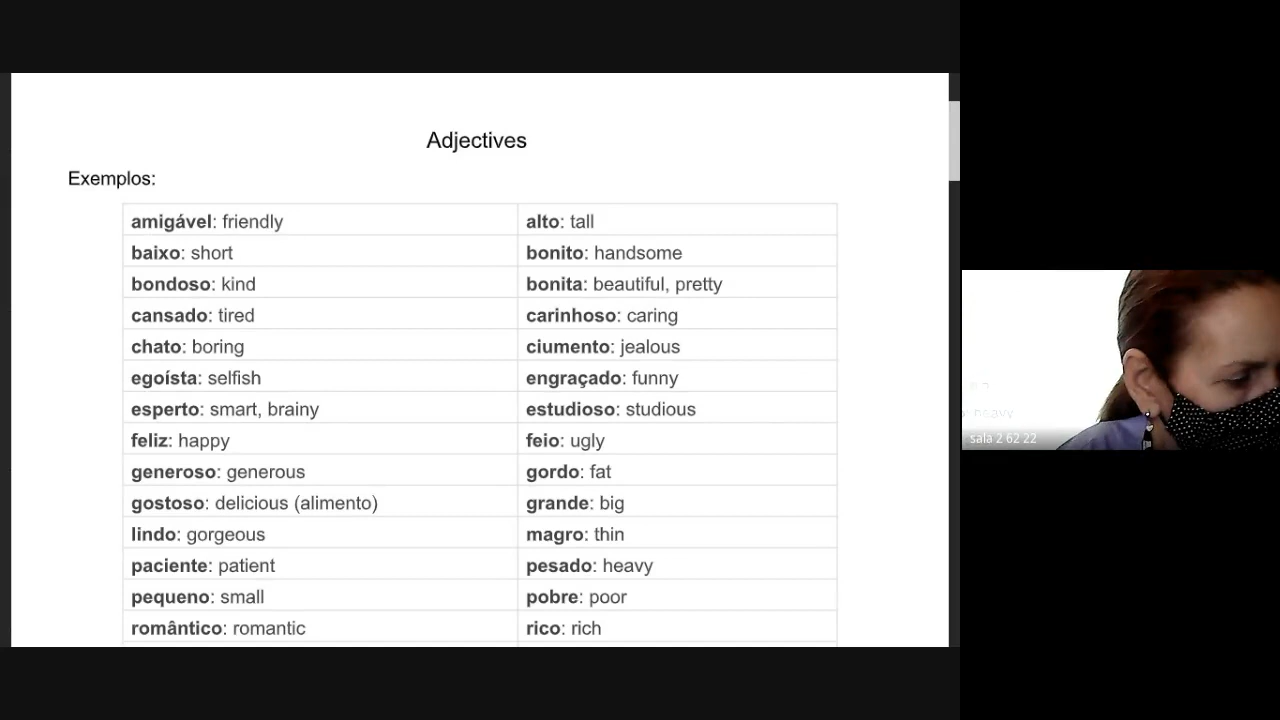 Adjectives
Exemplos:
amigável: friendly
alto: tall
baixo: short
bonito: handsome
bondoso: kind
bonita: beautiful, pretty
cansado: tired
carinhoso: caring
chato: boring
ciumento: jealous
egoísta: selfish
engraçado: funny
esperto: smart, brainy
estudioso: studious
feliz: happy
feio: ugly
generoso: generous
gordo: fat
gostoso: delicious (alimento)
grande: big
lindo: gorgeous
magro: thin
paciente: patient
pesado: heavy
pequeno: small
pobre: poor
romântico: romantic
rico: rich
heavy
sala 2 62 22